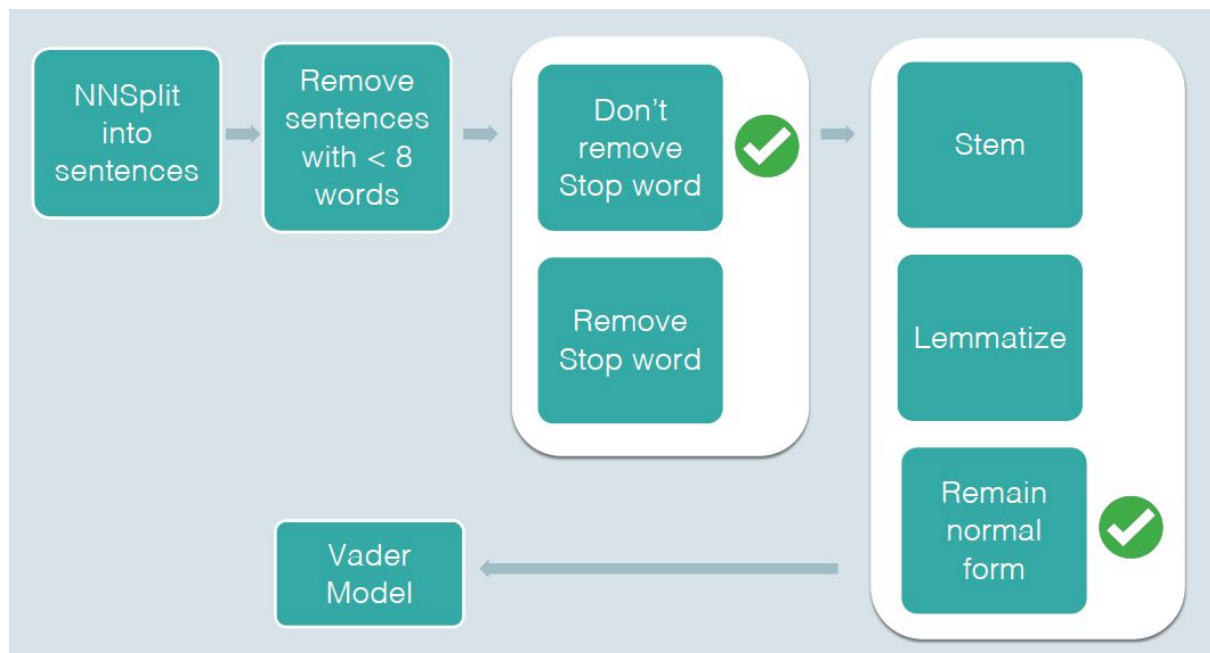 NNSplit
into
sentences
Remove
sentences
with < 8
words
Don't
remove
Stop word
Remove
Stop word
Stem
Lemmatize
Remain
normal
form
Vader
Model